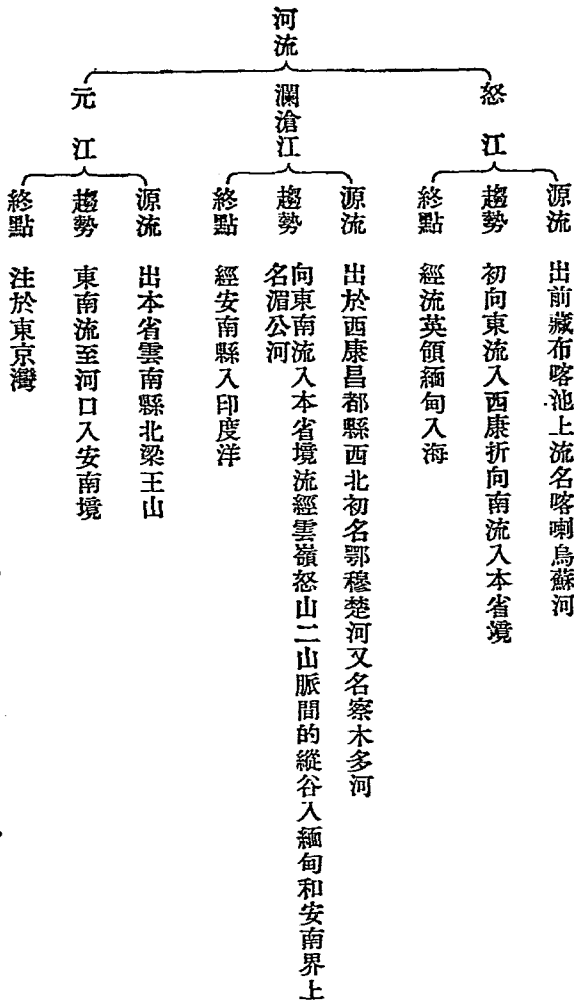 河流
怒江
源流 出前藏布喀池上流名喀喇烏蘇河
趨勢 初向東流入西康折向南流入本省境
終點 經流英領緬甸入海
瀾滄江
源流 出於西康昌都縣西北初名鄂穆楚河又名察木多河
趨勢 向東南流入本省境流經雲嶺怒山二山脈間的縱谷入緬甸和安南界上
名湄公河
終點 經安南縣入印度洋
元江
源流 出本省雲南縣北梁王山
趨勢 東南流至河口入安南境
終點 注於東京灣